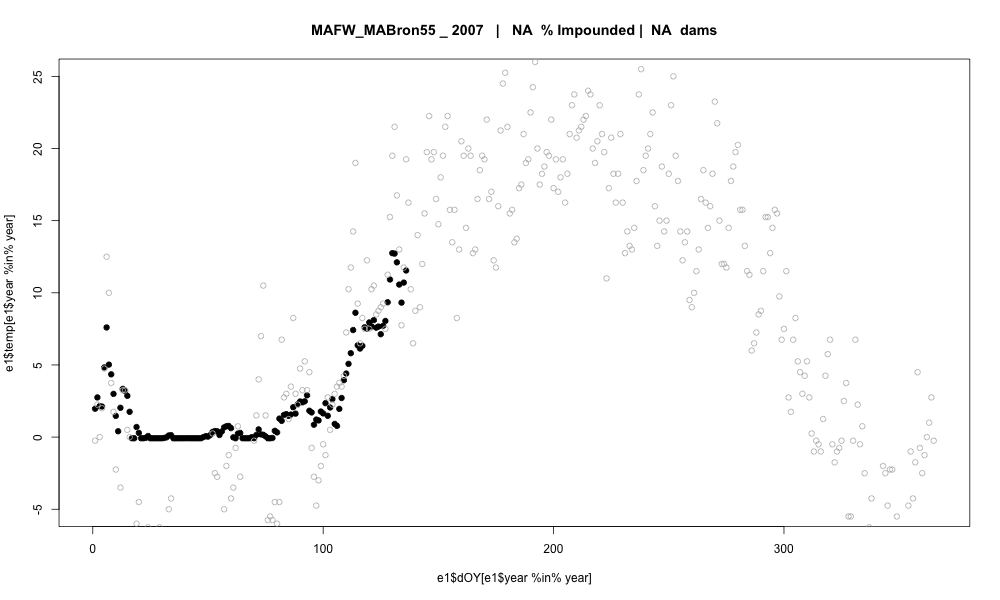 MAFW_MABron55 _ 2007 | NA % Impounded | NA dams
e1$temp[e1$year %in% year]
25
20
15
10
5
0
-5
0 100 200 300
e1$dOY[e1$year %in% year]